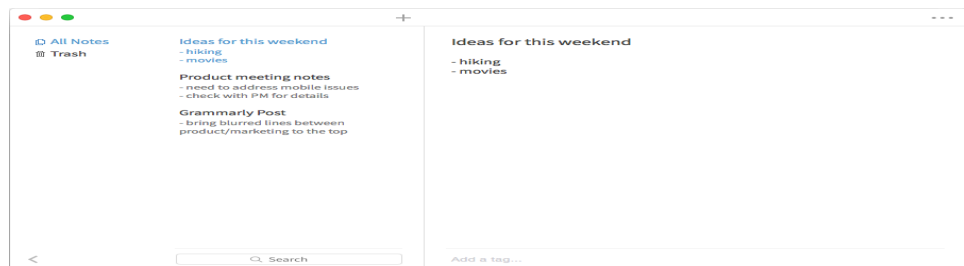 All Notes
Trash
Ideas for this weekend
- hiking
- movies
Product meeting notes
- need to address mobile issues
- check with PM for details
Grammarly Post
- bring blurred lines between
product/marketing to the top
Search
Ideas for this weekend
- hiking
- movies
Add a tag...